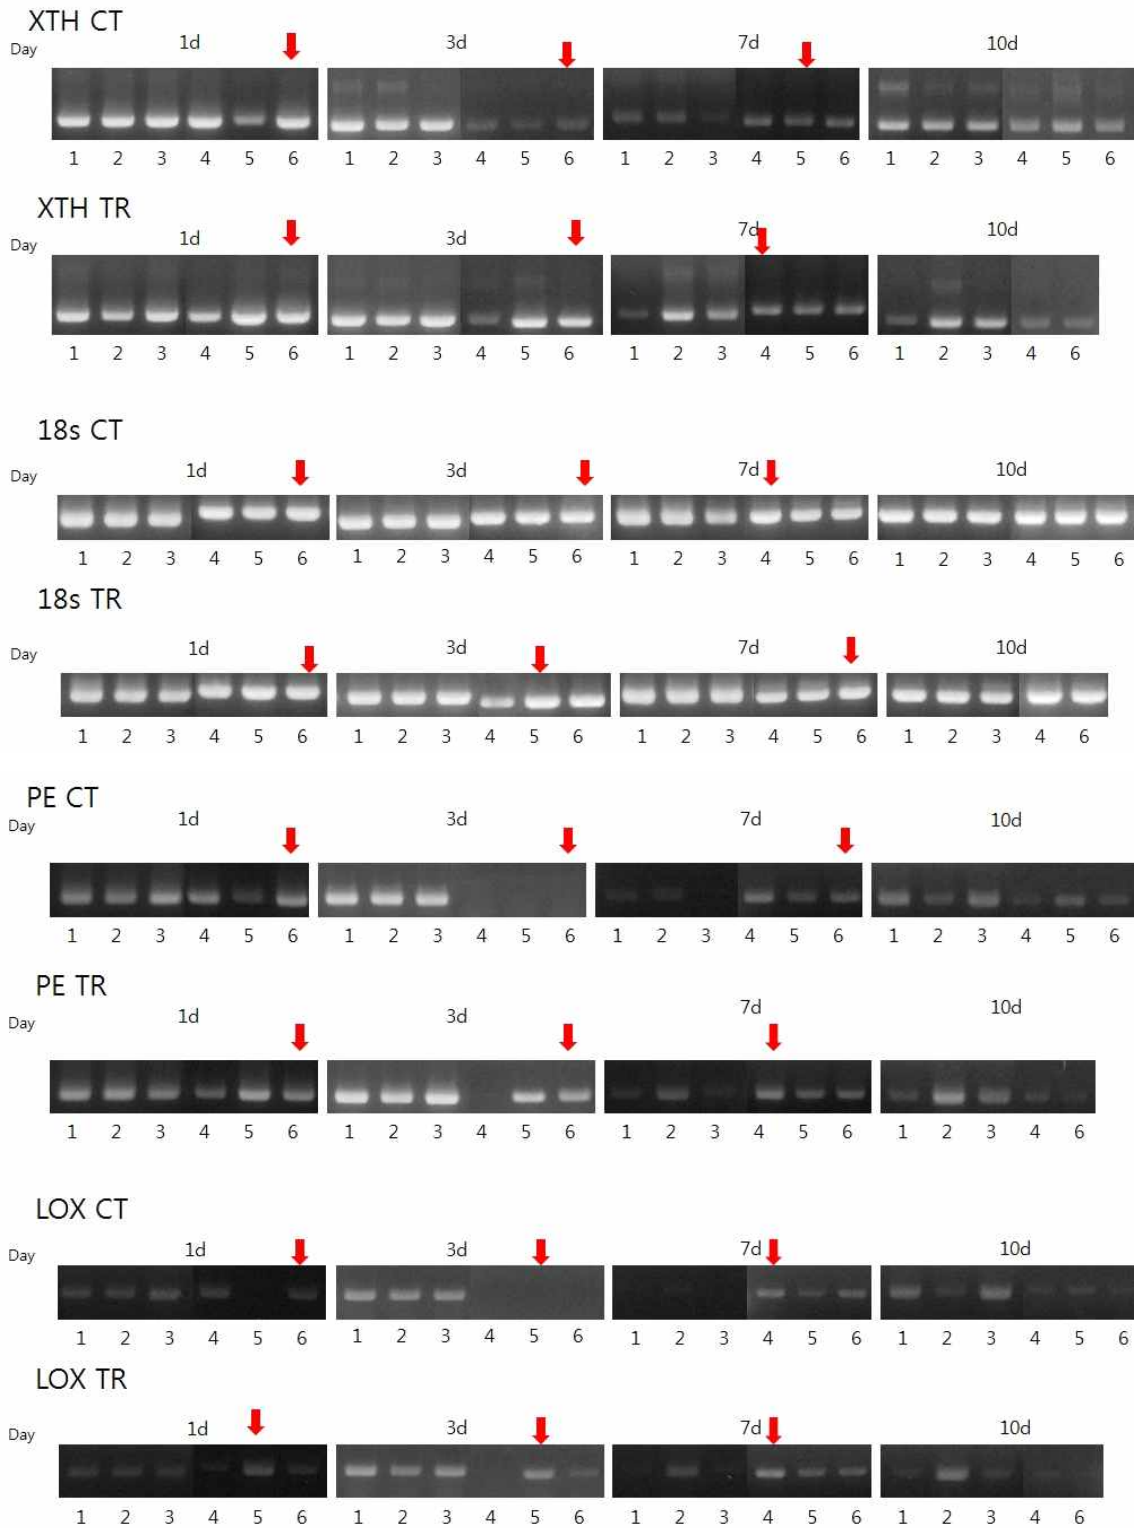 XTH CT
Day 1d 3d 7d 10d
1 2 3 4 5 6 1 2 3 4 5 6 1 2 3 4 5 6 1 2 3 4 5 6
XTH TR
Day 1d 3d 7d 10d
1 2 3 4 5 6 1 2 3 4 5 6 1 2 3 4 5 6 1 2 3 4 6
18s CT
Day 1d 3d 7d 10d
1 2 3 4 5 6 1 2 3 4 5 6 1 2 3 4 5 6 1 2 3 4 5 6
18s TR
Day 1d 3d 7d 10d
1 2 3 4 5 6 1 2 3 4 5 6 1 2 3 4 5 6 1 2 3 4 6
PE CT
Day 1d 3d 7d 10d
1 2 3 4 5 6 1 2 3 4 5 6 1 2 3 4 5 6 1 2 3 4 5 6
PE TR
Day 1d 3d 7d 10d
1 2 3 4 5 6 1 2 3 4 5 6 1 2 3 4 5 6 1 2 3 4 6
LOX CT
Day 1d 3d 7d 10d
1 2 3 4 5 6 1 2 3 4 5 6 1 2 3 4 5 6 1 2 3 4 5 6
LOX TR
Day 1d 3d 7d 10d
1 2 3 4 5 6 1 2 3 4 5 6 1 2 3 4 5 6 1 2 3 4 6